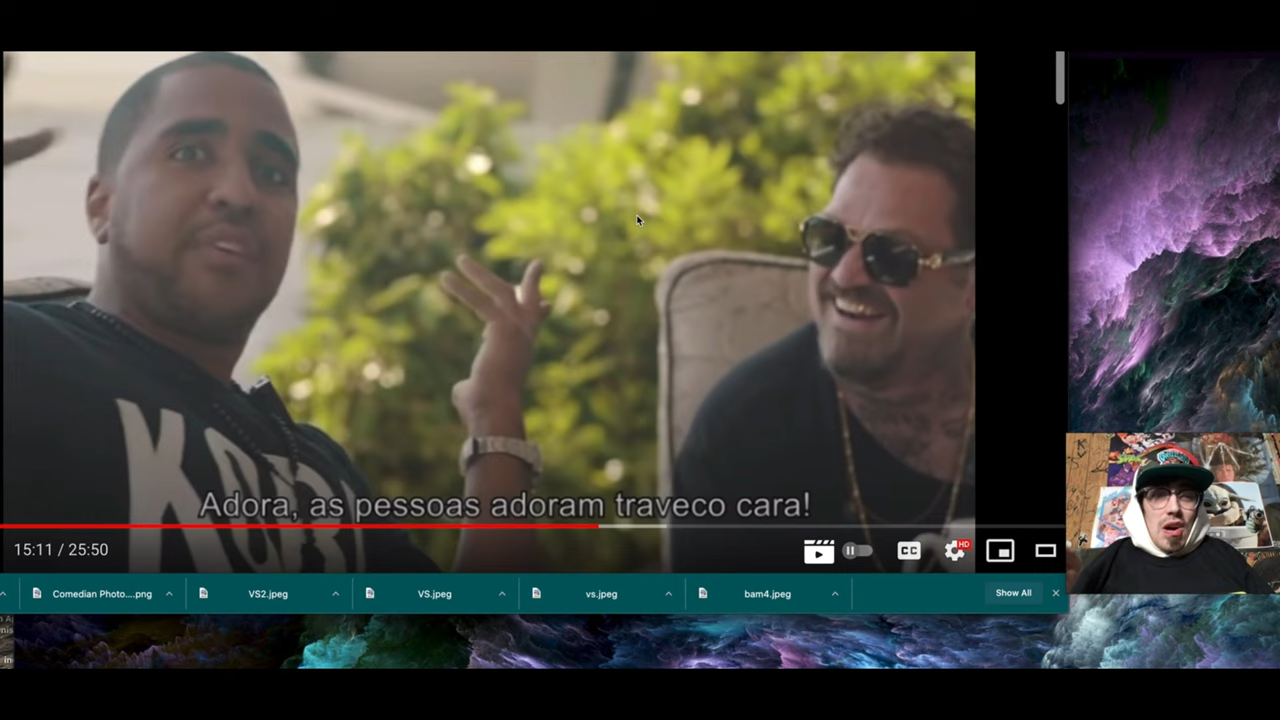 Adora, as pessoas adoram traveco cara!
15:11 / 25:50
CC
HD
Comedian Photo....png
VS2.jpeg
VS.jpeg
vs.jpeg
bam4.jpeg
Show All